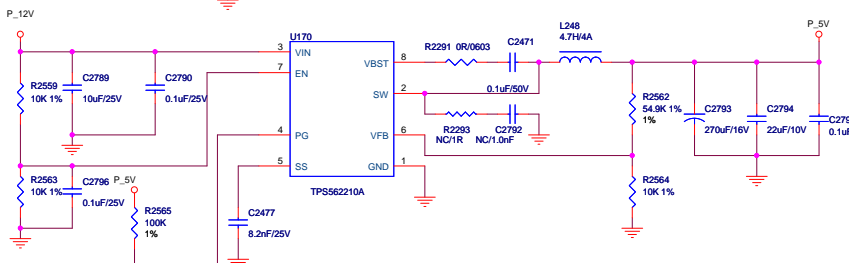 P_12V
P_5V
U170
3
VIN
7
EN
4
PG
5
SS
VBST
8
SW
2
VFB
6
GND
1
TPS562210A
R2559
10K 1%
C2789
10uF/25V
C2790
0.1uF/25V
R2563
10K 1%
C2796
0.1uF/25V
P_5V
R2565
100K
1%
C2477
8.2nF/25V
R2291 0R/0603
C2471
0.1uF/50V
L248
4.7H/4A
R2293
NC/1R
C2792
NC/1.0nF
R2562
54.9K 1%
1%
R2564
10K 1%
C2793
270uF/16V
C2794
22uF/10V